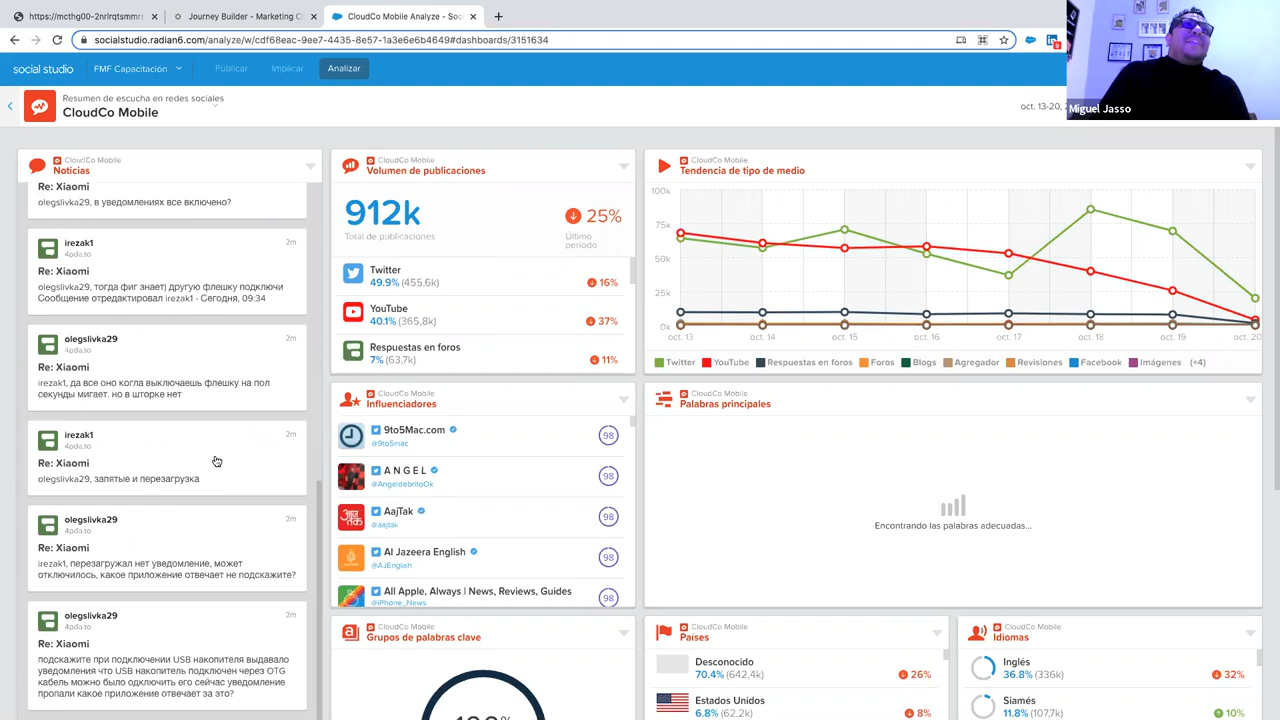 https://mcthg00-2nrlrqtsmmrs
Journey Builder - Marketing Cl
CloudCo Mobile Analyze - Soci
socialstudio.radian6.com/analyze/w/cdf68eac-9ee7-4435-8e57-1a3e6e6b4649#dashboards/3151634
social studio
FMF Capacitación
Publicar
Implicar
Analizar
Miguel Jasso
Resumen de escucha en redes sociales
CloudCo Mobile
oct. 13-20,
CloudCo Mobile
Noticias
Re: Xiaomi
olegslivka29, в уведомлениях все включено?
irezak1
2m
4pda.to
Re: Xiaomi
olegslivka29, тогда фиг знает) другую флешку подключи
Сообщение отредактировал irezak1 - Сегодня, 09:34
olegslivka29
2m
4pda.to
Re: Xiaomi
irezak1, да все оно когда выключаешь флешку на пол
секунды мигает. но в шторке нет
irezak1
2m
4pda.to
Re: Xiaomi
olegslivka29, запятые и перезагрузка
olegslivka29
2m
4pda.to
Re: Xiaomi
irezak1, перезагружал нет уведомление, может
отключилось, какое приложение отвечает не подскажите?
olegslivka29
2m
4pda.to
Re: Xiaomi
подскажите при подключении USB накопителя выдавало
уведомления что USB накопитель подключен через OTG
кабель можно было одключить его сейчас уведомление
пропали какое приложение отвечает за это?
CloudCo Mobile
Volumen de publicaciones
912k
Total de publicaciones
25%
Último
periodo
Twitter
49.9% (455,6k)
16%
YouTube
40.1% (365,8k)
37%
Respuestas en foros
7% (63,7k)
11%
CloudCo Mobile
Tendencia de tipo de medio
100k
75k
50k
25k
0k
oct. 13
oct. 14
oct. 15
oct. 16
oct. 17
oct. 18
oct. 19
oct. 20
Twitter
YouTube
Respuestas en foros
Foros
Blogs
Agregador
Revisiones
Facebook
Imágenes
(+4)
CloudCo Mobile
Influenciadores
9to5Mac.com
@9to5mac
98
A N G E L
@AngeldebritoOk
98
आज तक
AajTak
@aajtak
98
Al Jazeera English
@AJEnglish
98
All Apple, Always | News, Reviews, Guides
@iPhone_News
98
CloudCo Mobile
Palabras principales
Encontrando las palabras adecuadas...
CloudCo Mobile
Grupos de palabras clave
CloudCo Mobile
Países
Desconocido
70.4% (642,4k)
26%
Estados Unidos
6.8% (62,2k)
8%
CloudCo Mobile
Idiomas
Inglés
36.8% (336k)
32%
Siamés
11.8% (107,7k)
10%